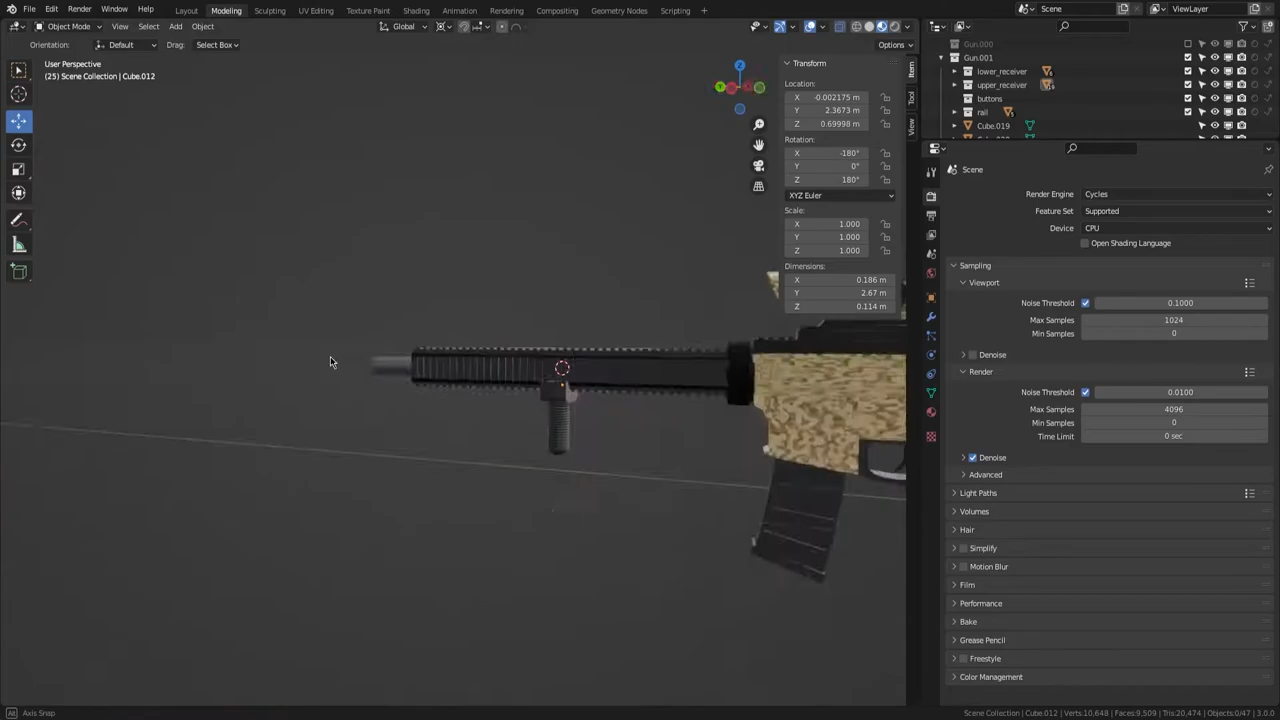 File Edit Render Window Help Layout Modeling Sculpting UV Editing Texture Paint Shading Animation Rendering Compositing Geometry Nodes Scripting Scene ViewLayer
Object Mode View Select Add Object Global
Orientation: Default Drag: Select Box Options
User Perspective
(25) Scene Collection | Cube.012
Transform
Location:
X -0.002175 m
Y 2.3673 m
Z 0.69998 m
Rotation:
X -180°
Y 0°
Z 180°
XYZ Euler
Scale:
X 1.000
Y 1.000
Z 1.000
Dimensions:
X 0.186 m
Y 2.67 m
Z 0.114 m
Item
Tool
View
Z
Gun.000
Gun.001
lower_receiver
upper_receiver
buttons
rail
Cube.019
Scene
Render Engine Cycles
Feature Set Supported
Device CPU
Open Shading Language
Sampling
Viewport
Noise Threshold 0.1000
Max Samples 1024
Min Samples 0
Denoise
Render
Noise Threshold 0.0100
Max Samples 4096
Min Samples 0
Time Limit 0 sec
Denoise
Advanced
Light Paths
Volumes
Hair
Simplify
Motion Blur
Film
Performance
Bake
Grease Pencil
Freestyle
Color Management
Axis Snap
Scene Collection | Cube.012 | Verts:10,648 | Faces:9,509 | Tris:20,474 | Objects:0/47 | 3.0.0